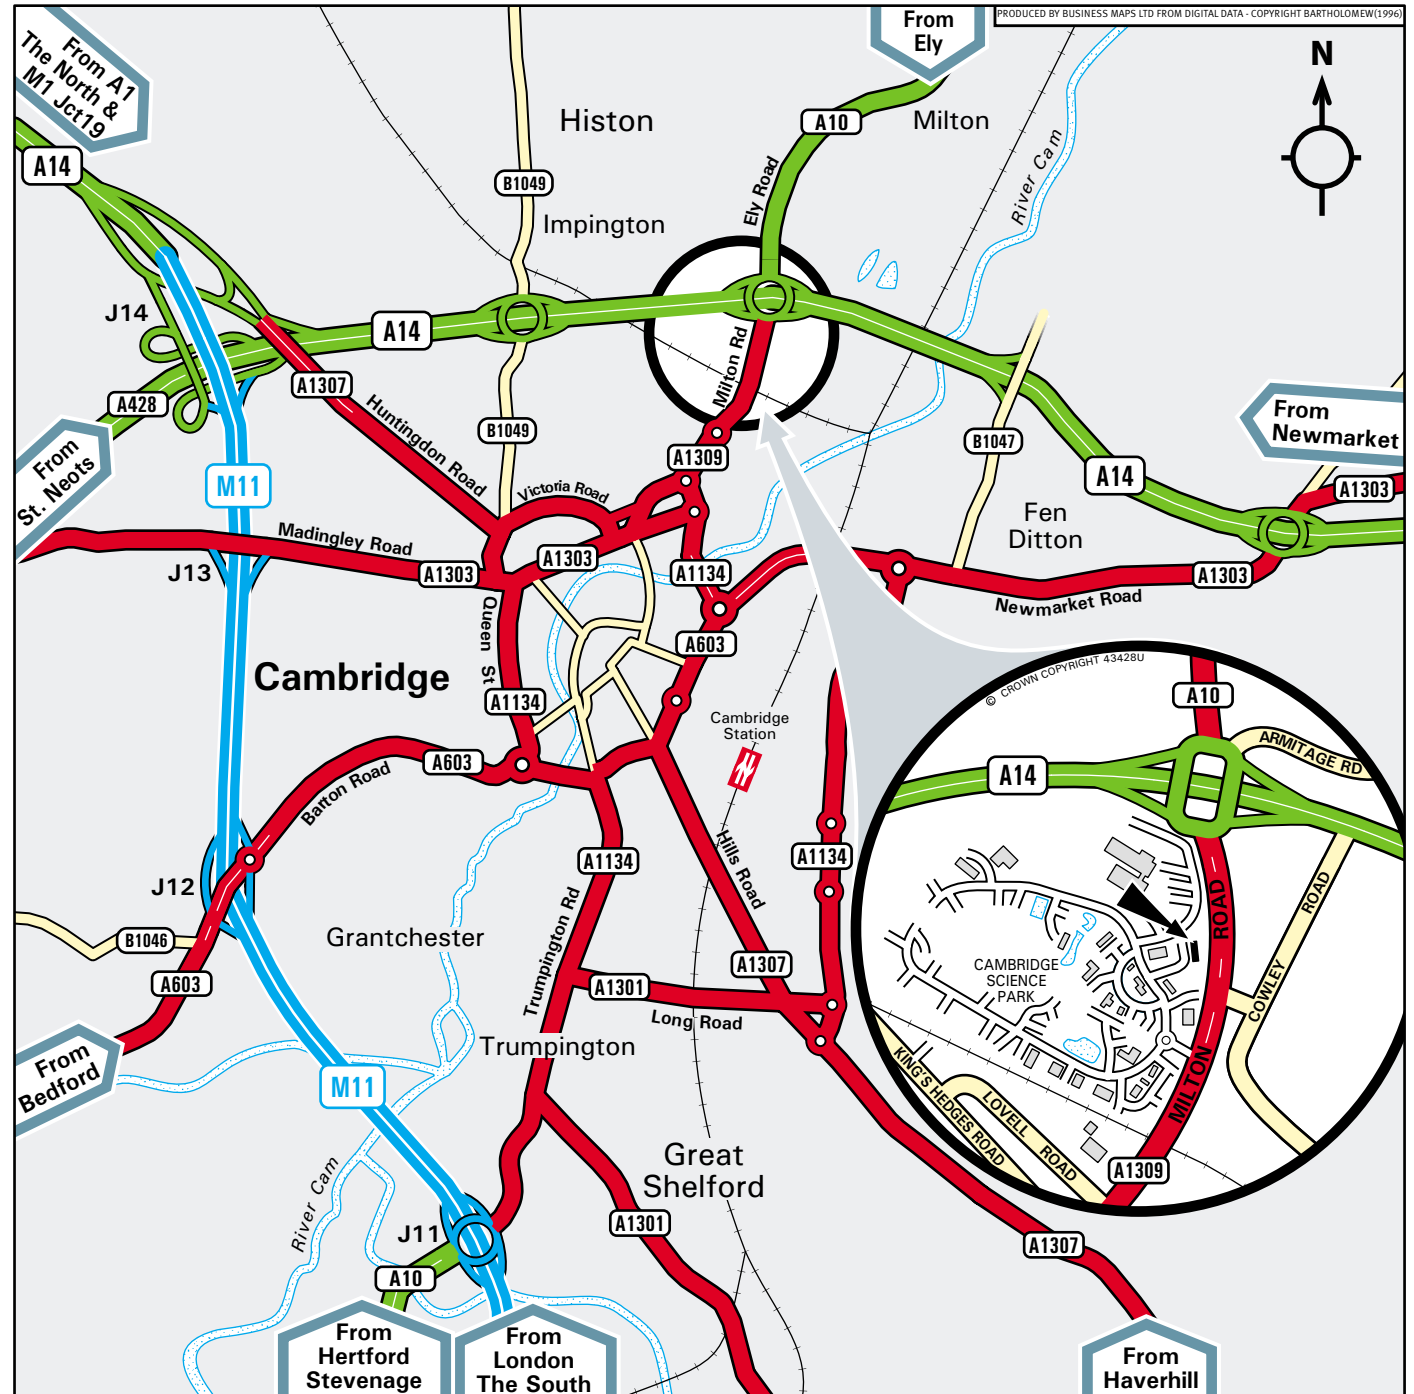 PRODUCED BY BUSINESS MAPS LTD FROM DIGITAL DATA - COPYRIGHT BARTHOLOMEW(1996)
From A1
The North &
M1 Jct19
From
Ely
N
A14
Histon
A10
Milton
B1049
Ely Road
River Cam
Impington
J14
A14
A1307
Milton Rd
A428
Huntingdon Road
B1049
A1309
B1047
From
Newmarket
A14
A1303
From
St. Neots
M11
Victoria Road
Fen
Ditton
Madingley Road
J13
A1303
A1303
A1134
A1303
Newmarket Road
Queen St
A603
Cambridge
A1134
CROWN COPYRIGHT 43428U
©
A10
Cambridge
Station
ARMITAGE RD
A603
A14
Barton Road
Hills Road
A1134
A1134
J12
ROAD
ROAD
Grantchester
B1046
Trumpington Rd
CAMBRIDGE
SCIENCE
PARK
A603
A1307
A1301
COWLEY
Long Road
Trumpington
From
Bedford
M11
KING'S HEDGES ROAD
LOVELL ROAD
MILTON
A1309
Great
Shelford
River Cam
J11
A1301
A1307
A10
From
Hertford
Stevenage
From
London
The South
From
Haverhill